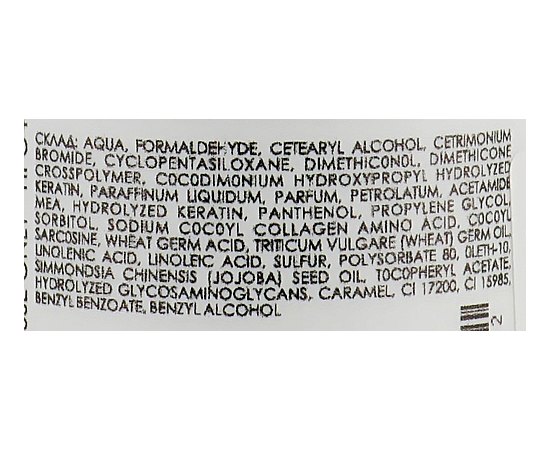 СКЛАД: AQUA, FORMALDEHYDE, CETEARYL ALCOHOL, CETRIMONIUM
BROMIDE, CYCLOPENTASILOXANE, DIMETHICONOL, DIMETHICONE
CROSSPOLYMER, COCODIMONIUM HYDROXYPROPYL HYDROLYZED
KERATIN, PARAFFINUM LIQUIDUM, PARFUM, PETROLATUM, ACETAMIDE
MEA, HYDROLYZED KERATIN, PANTHENOL, PROPYLENE GLYCOL
SORBITOL, SODIUM COCOYL COLLAGEN AMINO ACID, COCOYL
SARCOSINE, WHEAT GERM ACID, TRITICUM VULGARE (WHEAT) GERM OIL,
LINOLENIC ACID, LINOLEIC ACID, SULFUR, POLYSORBATE 80, OLETH-10,
SIMMONDSIA CHINENSIS (JOJOBA) SEED OIL, TOCOPHERYL ACETATE,
HYDROLYZED GLYCOSAMINOGLYCANS, CARAMEL, CI 17200, CI 15985,
BENZYL BENZOATE, BENZYL ALCOHOL
2